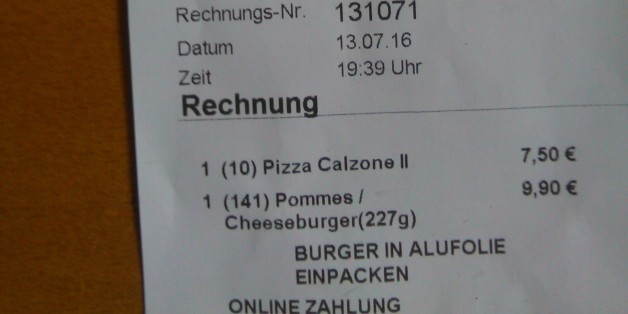 Rechnungs-Nr. 131071
Datum 13.07.16
Zeit 19:39 Uhr
Rechnung
1 (10) Pizza Calzone II 7,50 €
1 (141) Pommes / 9,90 €
Cheeseburger(227g)
BURGER IN ALUFOLIE
EINPACKEN
ONLINE ZAHLUNG